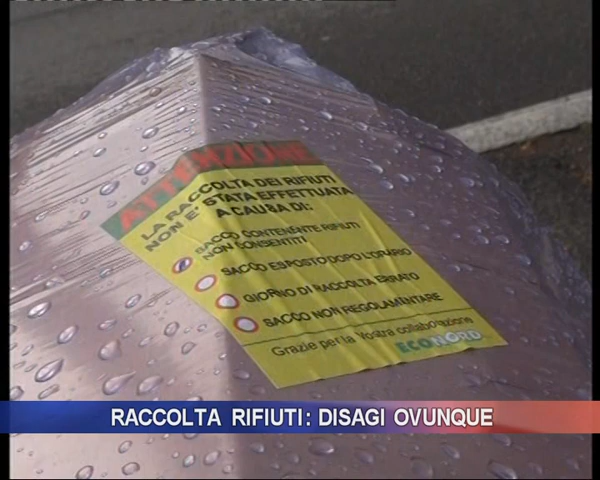 ATTENZIONE
LA RACCOLTA DEI RIFIUTI
NON E' STATA EFFETTUATA
A CAUSA DI:
SACCO CONTENENTE RIFIUTI
NON CONSENTITI
SACCO ESPOSTO DOPO L'ORARIO
GIORNO DI RACCOLTA ERRATO
SACCO NON REGOLAMENTARE
Grazie per la Vostra collaborazione
ECONORD
RACCOLTA RIFIUTI: DISAGI OVUNQUE